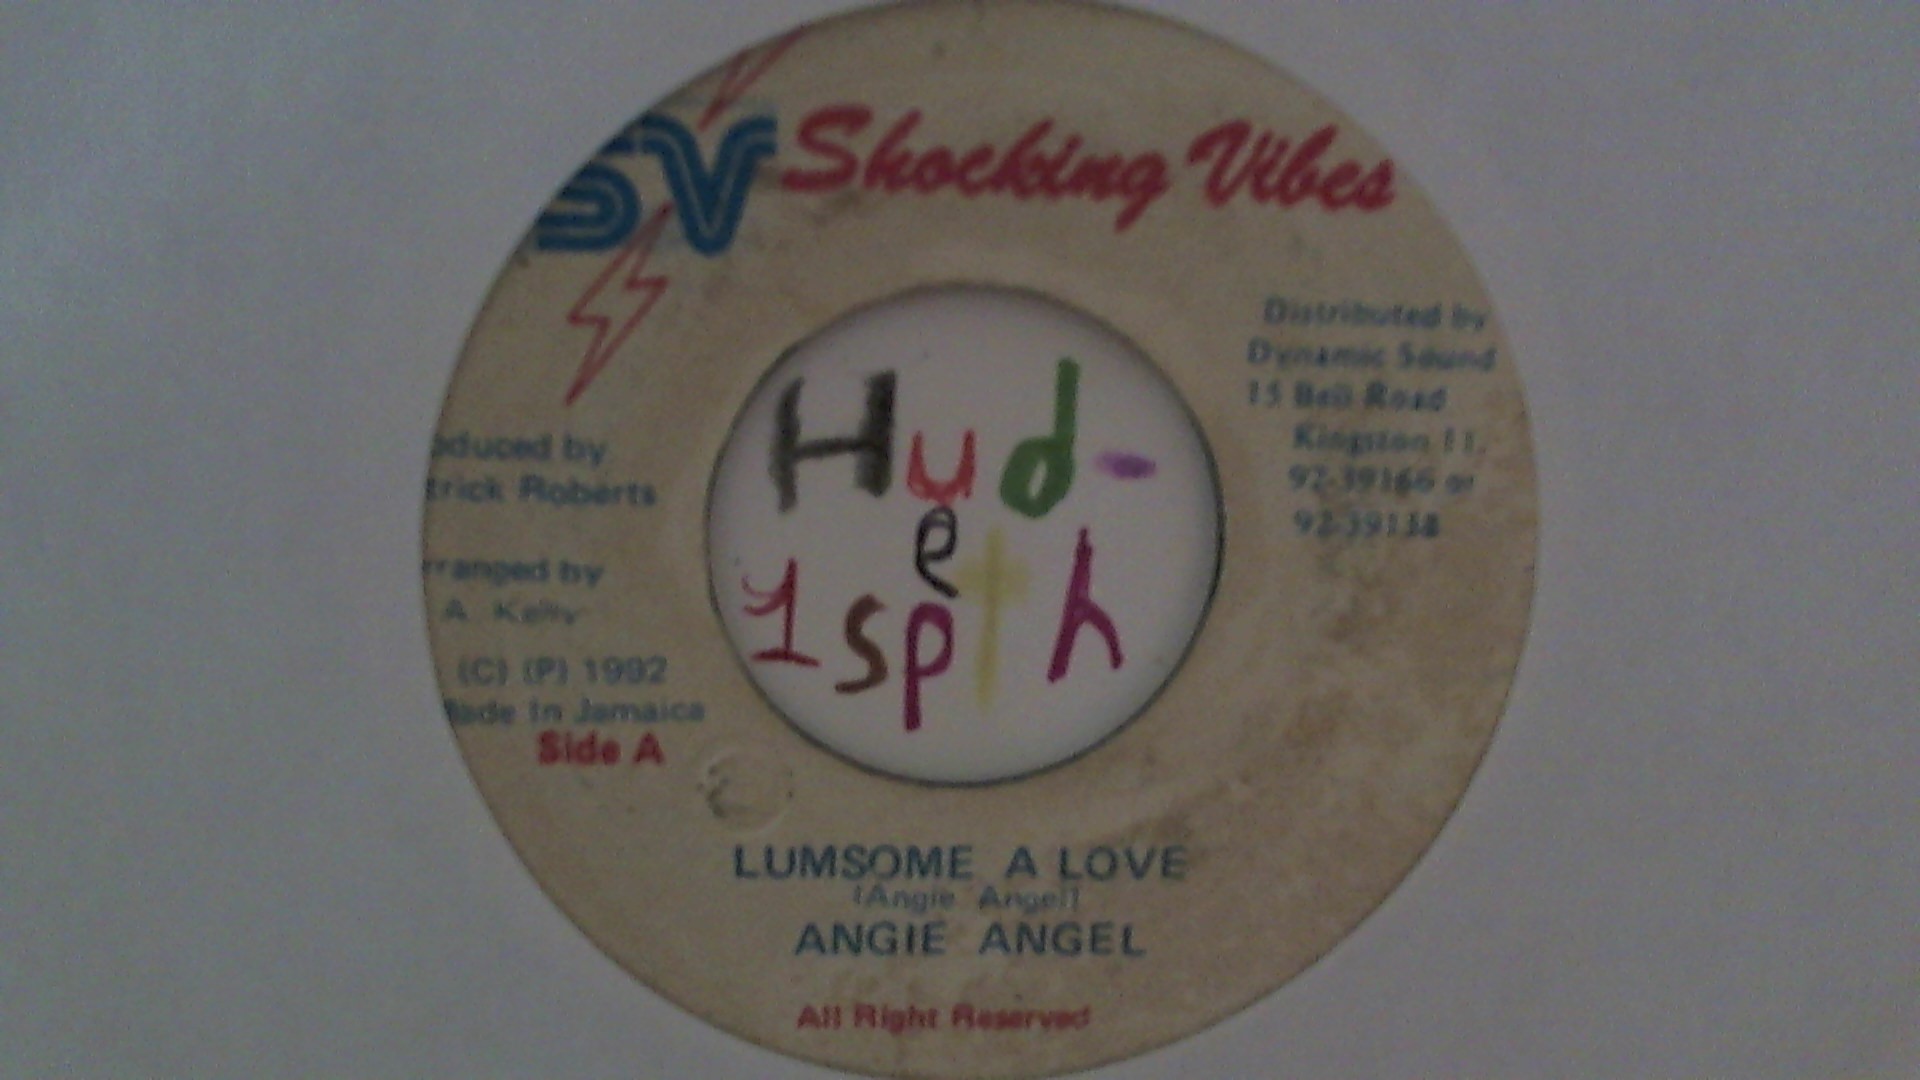 SV Shocking Vibes
Distributed by
Dynamic Sound
15 Bell Road
Kingston 11.
92-39166 or
92-39138
oduced by
trick Roberts
rranged by
A. Kelly
(C) (P) 1992
Made In Jamaica
Side A
Hud-
e
1spth
LUMSOME A LOVE
(Angie Angel)
ANGIE ANGEL
All Right Reserved